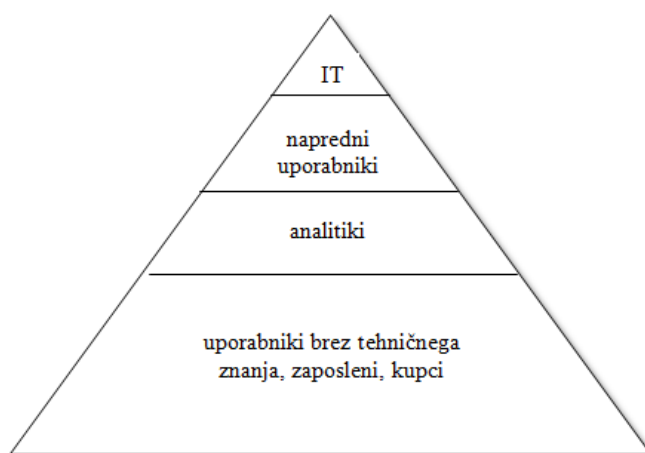 IT
napredni
uporabniki
analitiki
uporabniki brez tehničnega
znanja, zaposleni, kupci